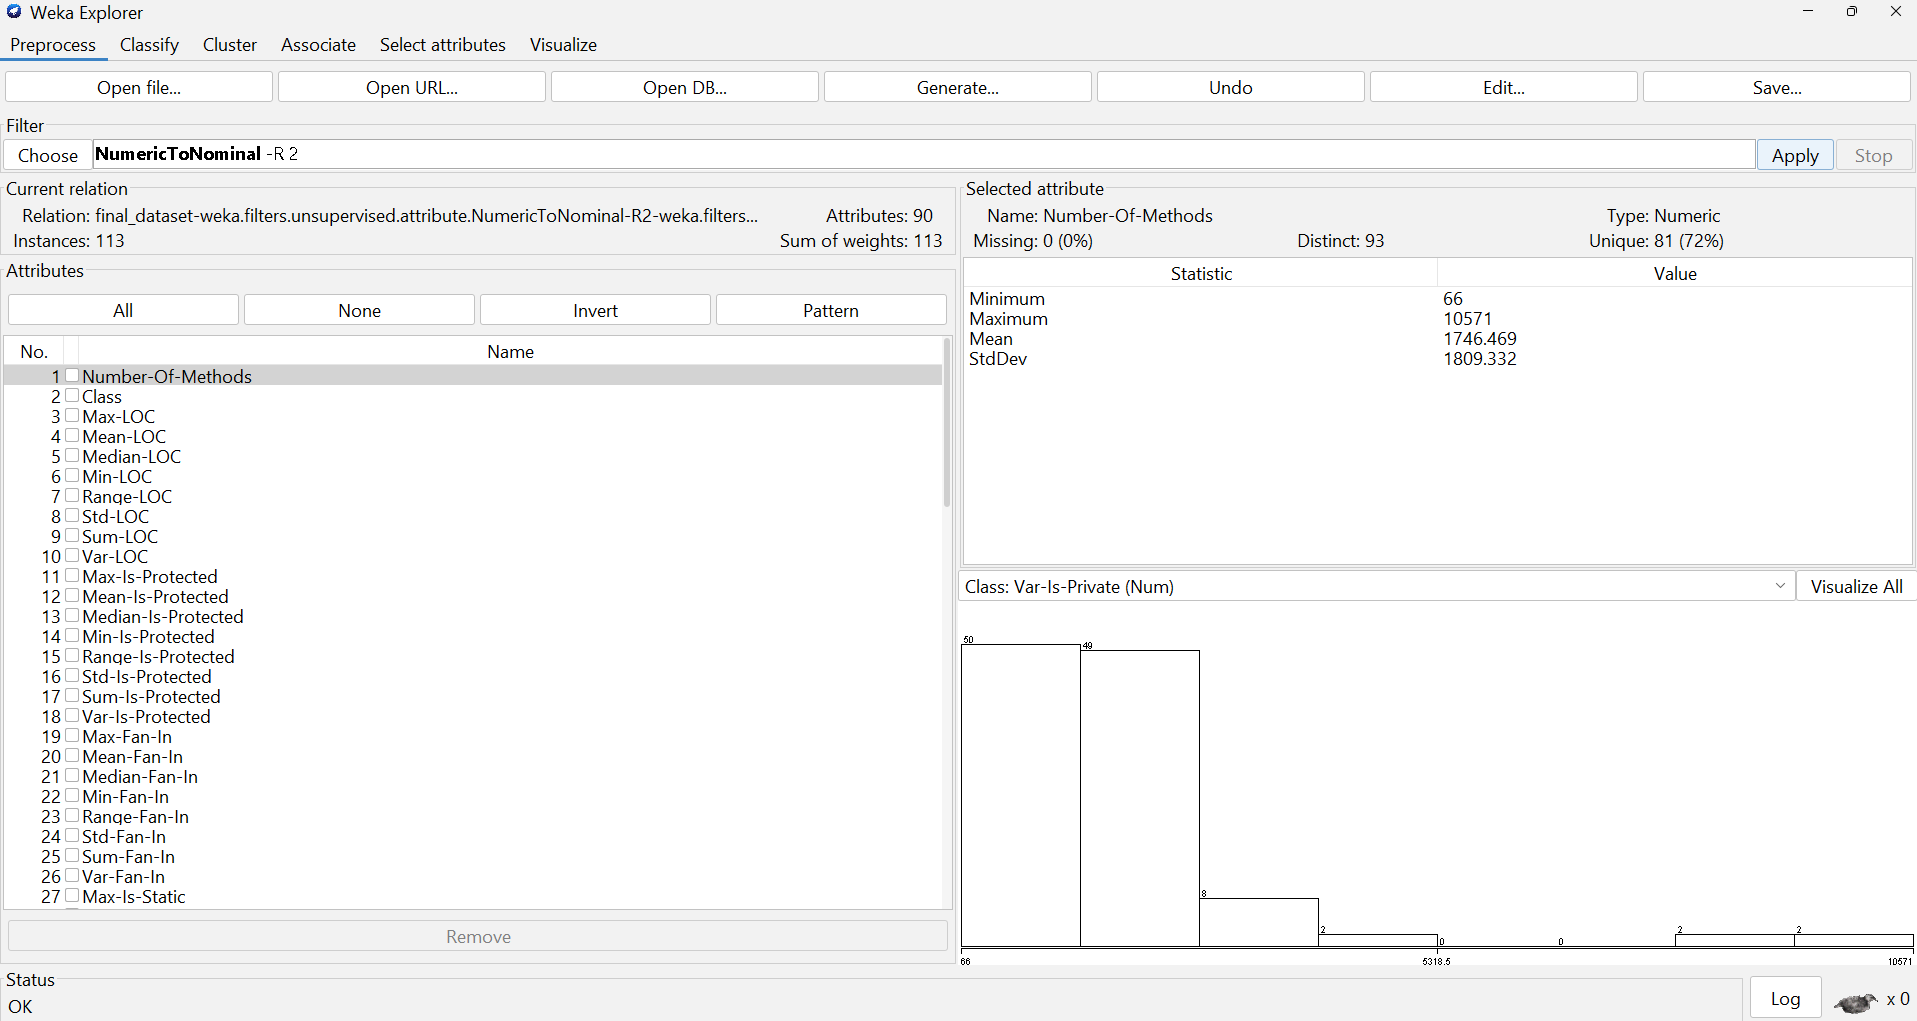 Weka Explorer
Preprocess Classify Cluster Associate Select attributes Visualize
Open file... Open URL... Open DB... Generate... Undo Edit... Save...
Filter
Choose NumericToNominal -R 2 Apply Stop
Current relation
Relation: final_dataset-weka.filters.unsupervised.attribute.NumericToNominal-R2-weka.filters... Attributes: 90
Instances: 113 Sum of weights: 113
Attributes
All None Invert Pattern
No. Name
1 Number-Of-Methods
2 Class
3 Max-LOC
4 Mean-LOC
5 Median-LOC
6 Min-LOC
7 Range-LOC
8 Std-LOC
9 Sum-LOC
10 Var-LOC
11 Max-Is-Protected
12 Mean-Is-Protected
13 Median-Is-Protected
14 Min-Is-Protected
15 Range-Is-Protected
16 Std-Is-Protected
17 Sum-Is-Protected
18 Var-Is-Protected
19 Max-Fan-In
20 Mean-Fan-In
21 Median-Fan-In
22 Min-Fan-In
23 Range-Fan-In
24 Std-Fan-In
25 Sum-Fan-In
26 Var-Fan-In
27 Max-Is-Static
Remove
Selected attribute
Name: Number-Of-Methods Type: Numeric
Missing: 0 (0%) Distinct: 93 Unique: 81 (72%)
Statistic Value
Minimum 66
Maximum 10571
Mean 1746.469
StdDev 1809.332
Class: Var-Is-Private (Num) Visualize All
50
49
8
2 0 0 2 2
66 5318.5 10571
Status
OK
Log x 0